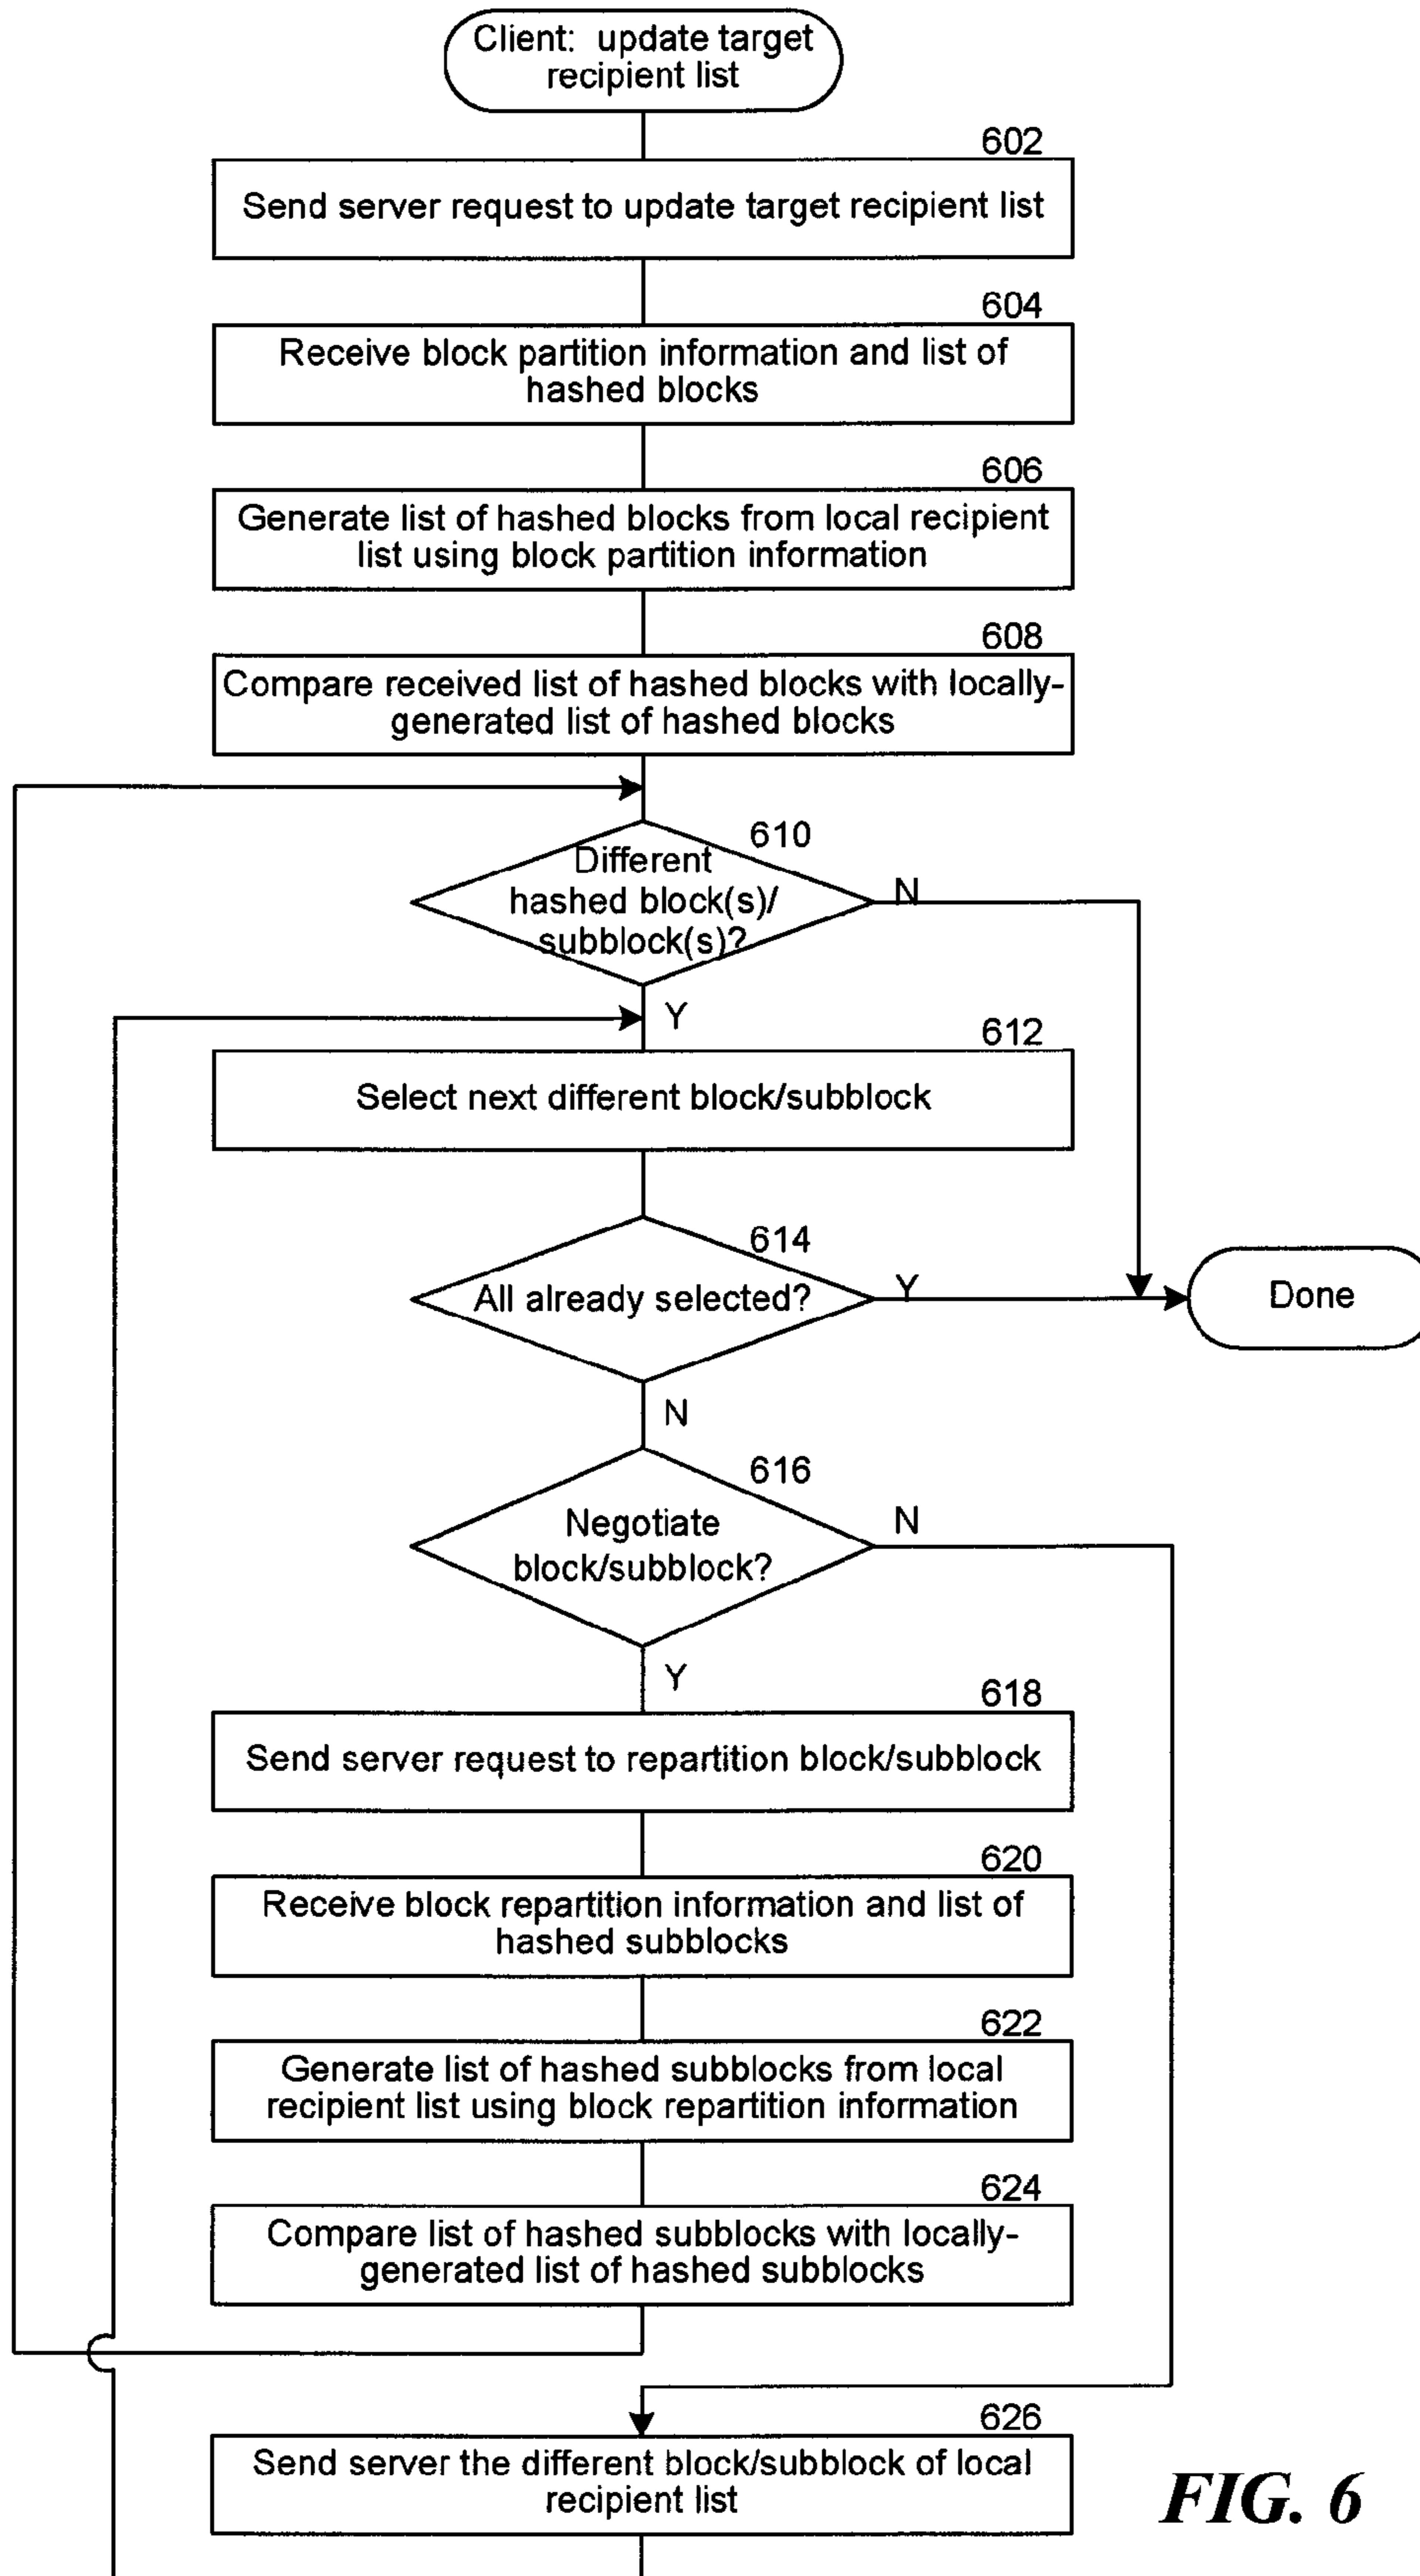 Client: update target
recipient list
602
Send server request to update target recipient list
604
Receive block partition information and list of
hashed blocks
606
Generate list of hashed blocks from local recipient
list using block partition information
608
Compare received list of hashed blocks with locally-
generated list of hashed blocks
610
Different
hashed block(s)/
subblock(s)?
N
Y
612
Select next different block/subblock
614
All already selected?
Y
Done
N
616
Negotiate
block/subblock?
N
Y
618
Send server request to repartition block/subblock
620
Receive block repartition information and list of
hashed subblocks
622
Generate list of hashed subblocks from local
recipient list using block repartition information
624
Compare list of hashed subblocks with locally-
generated list of hashed subblocks
626
Send server the different block/subblock of local
recipient list
FIG. 6